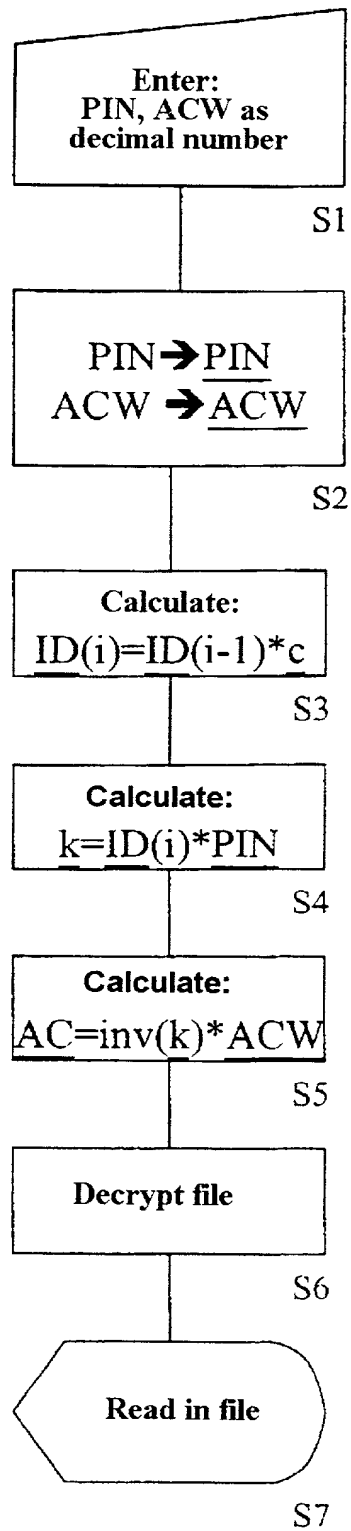 Enter:
PIN, ACW as
decimal number
S1
PIN➔PIN
ACW ➔ACW
S2
Calculate:
ID(i)=ID(i-1)*c
S3
Calculate:
k=ID(i)*PIN
S4
Calculate:
AC=inv(k)*ACW
S5
Decrypt file
S6
Read in file
S7